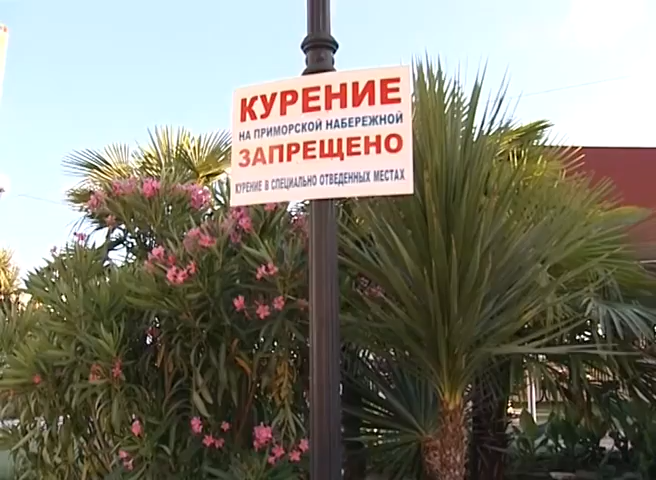 КУРЕНИЕ
НА ПРИМОРСКОЙ НАБЕРЕЖНОЙ
ЗАПРЕЩЕНО
КУРЕНИЕ В СПЕЦИАЛЬНО ОТВЕДЕННЫХ МЕСТАХ